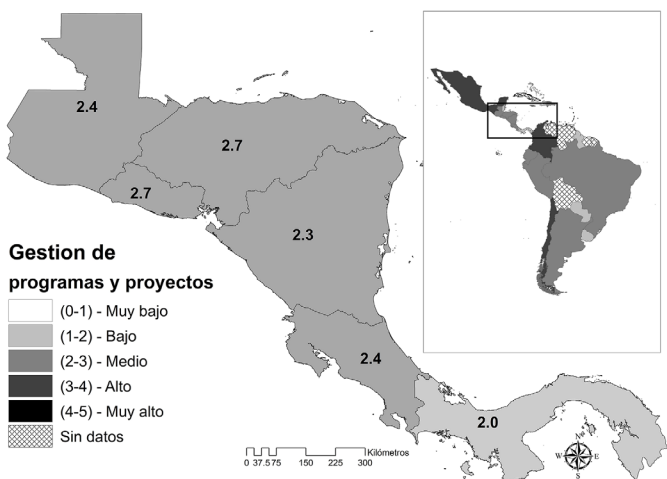 2.4
2.7
2.7
2.3
2.4
2.0
Gestion de
programas y proyectos
(0-1) - Muy bajo
(1-2) - Bajo
(2-3) - Medio
(3-4) - Alto
(4-5) - Muy alto
Sin datos
Kilómetros
0 37.5 75 150 225 300
N
W E
S